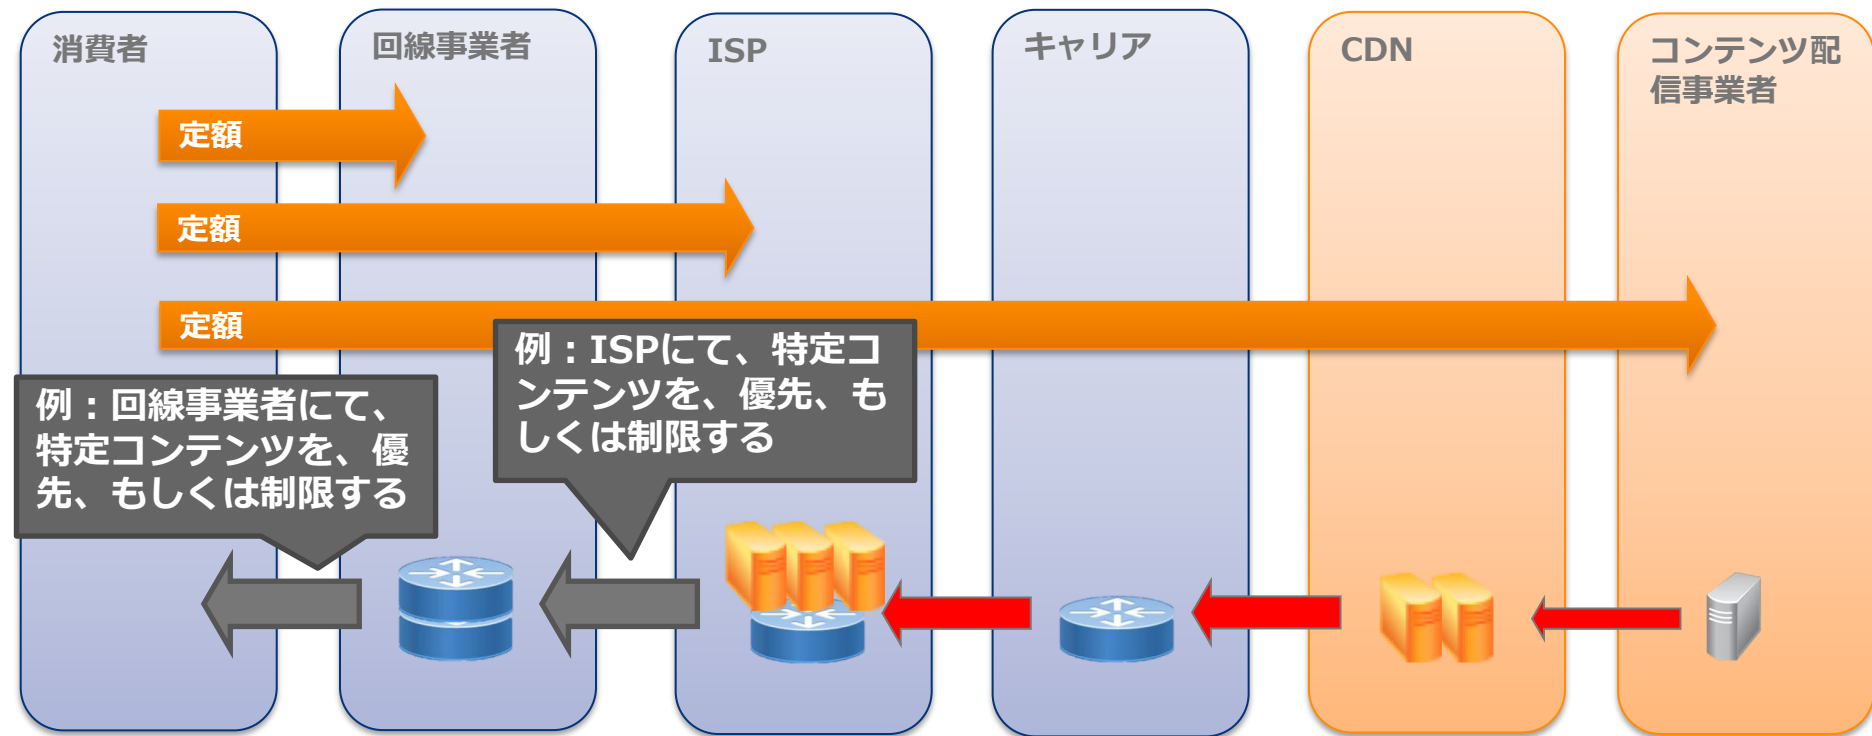 消費者
回線事業者
ISP
キャリア
CDN
コンテンツ配
信事業者
定額
定額
定額
例：ISPにて、特定コ
ンテンツを、優先、も
しくは制限する
例：回線事業者にて、
特定コンテンツを、優
先、もしくは制限する